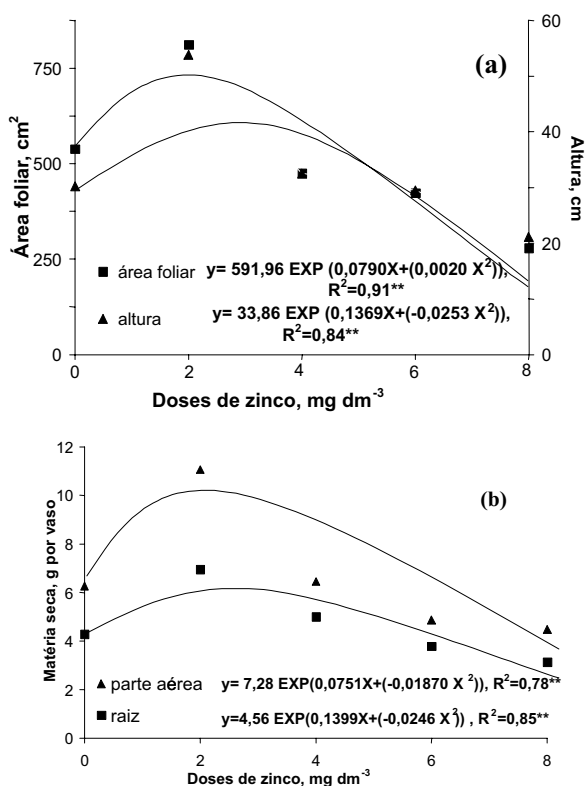 (a)
Área foliar, cm²
750
500
250
0
60
40
20
0
Altura, cm
área foliar y= 591,96 EXP (0,0790X+(0,0020 X²)),
R²=0,91**
altura y= 33,86 EXP (0,1369X+(-0,0253 X²)),
R²=0,84**
0 2 4 6 8
Doses de zinco, mg dm⁻³
(b)
Matéria seca, g por vaso
12
10
8
6
4
2
0
parte aérea y= 7,28 EXP(0,0751X+(-0,01870 X²)), R²=0,78**
raiz y=4,56 EXP(0,1399X+(-0,0246 X²)) , R²=0,85**
0 2 4 6 8
Doses de zinco, mg dm⁻³